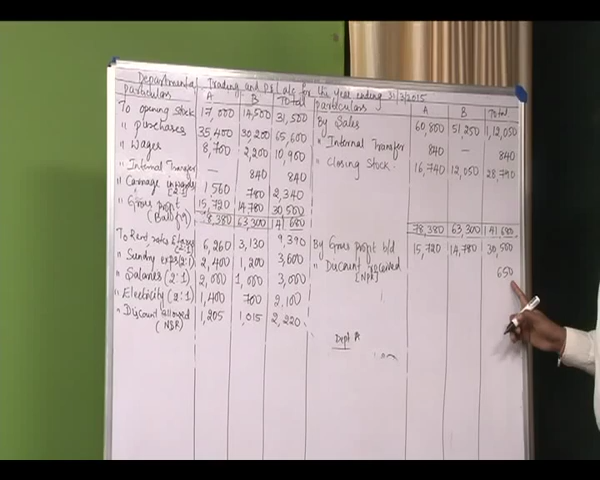 Departmental Trading and P&L a/c for the year ending 31/3/2015
particulars A B Total particulars A B Total
To opening stock 17,000 14,500 31,500 By Sales 60,800 51,250 1,12,050
" Purchases 35,400 30,200 65,600 " Internal Transfer 840 — 840
" Wages 8,700 2,200 10,900 " Closing Stock 16,740 12,050 28,790
" Internal Transfer — 840 840
" Carriage inwards (2:1) 1,560 780 2,340
" Gross profit 15,720 14,780 30,500
(Bal fig) 78,380 63,300 141,680 78,380 63,300 141,680
To Rent, rates & taxes (2:1) 6,260 3,130 9,390 By Gross profit b/d 15,720 14,780 30,500
" Sundry exps (2:1) 2,400 1,200 3,600 " Discount received
" Salaries (2:1) 2,000 1,000 3,000 [NPR] 650
" Electricity (2:1) 1,400 700 2,100
" Discount allowed 1,205 1,015 2,220
(NSR) Dept A